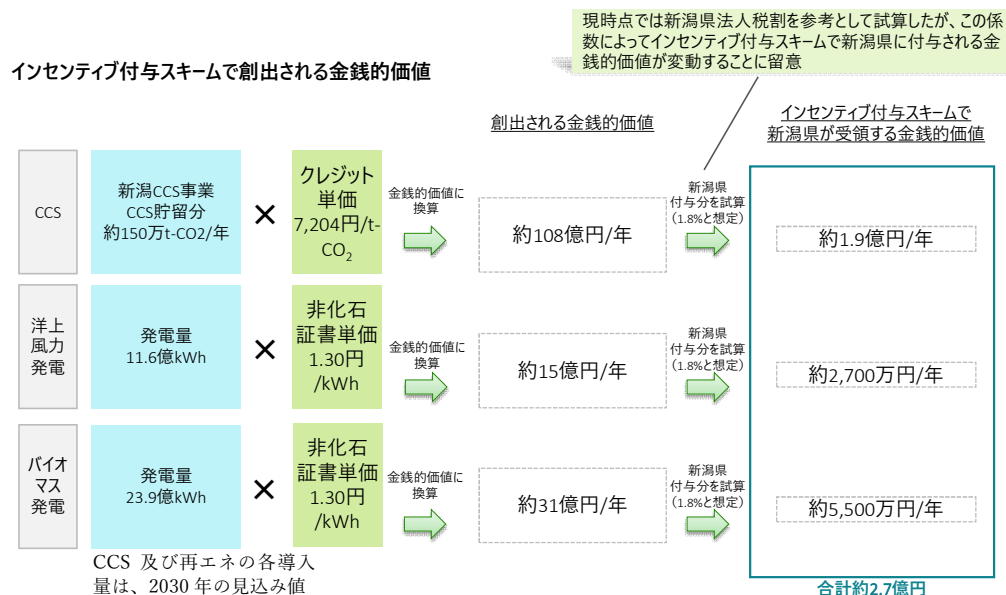 現時点では新潟県法人税割を参考として試算したが、この係
数によってインセンティブ付与スキームで新潟県に付与される金
銭的価値が変動することに留意
インセンティブ付与スキームで創出される金銭的価値
創出される金銭的価値
インセンティブ付与スキームで
新潟県が受領する金銭的価値
CCS
新潟CCS事業
CCS貯留分
約150万t-CO2/年
×
クレジット
単価
7,204円/t-
CO₂
金銭的価値に
換算
約108億円/年
新潟県
付与分を試算
(1.8%と想定)
約1.9億円/年
洋上
風力
発電
発電量
11.6億kWh
×
非化石
証書単価
1.30円
/kWh
金銭的価値に
換算
約15億円/年
新潟県
付与分を試算
(1.8%と想定)
約2,700万円/年
バイオ
マス
発電
発電量
23.9億kWh
×
非化石
証書単価
1.30円
/kWh
金銭的価値に
換算
約31億円/年
新潟県
付与分を試算
(1.8%と想定)
約5,500万円/年
CCS 及び再エネの各導入
量は、2030 年の見込み値
合計約2.7億円